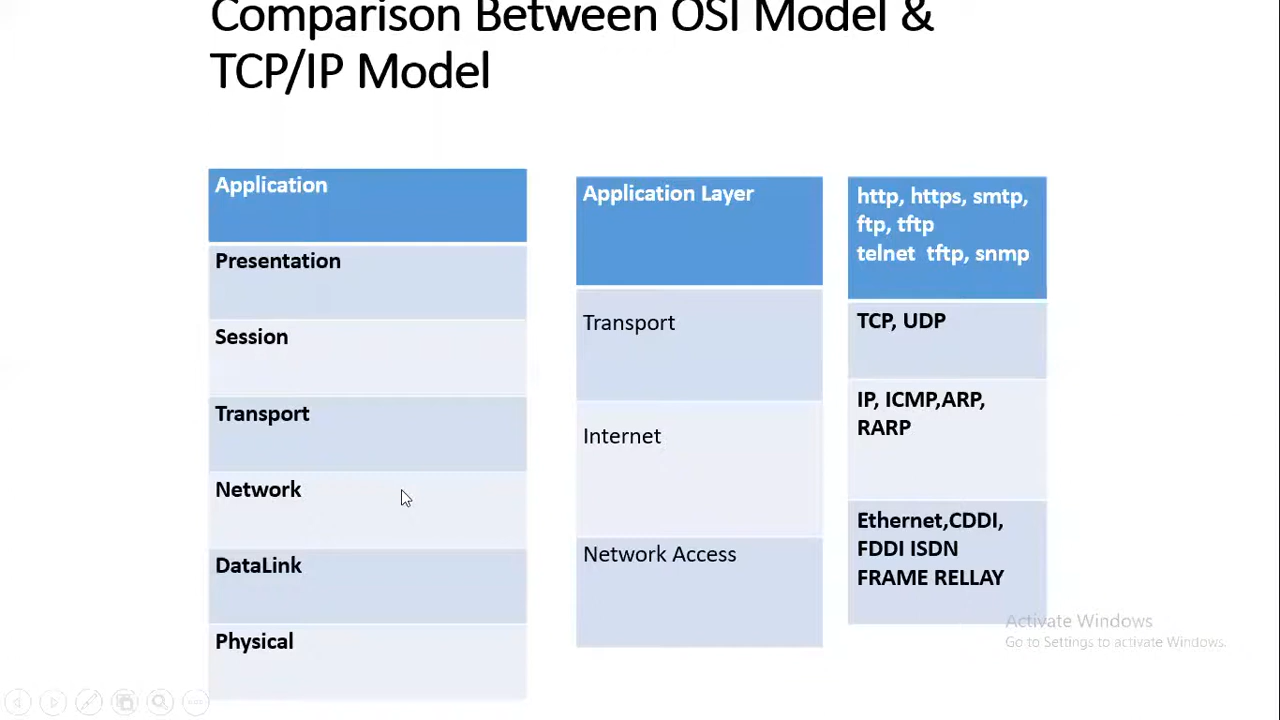 Comparison Between OSI Model &
TCP/IP Model
Application
Presentation
Session
Transport
Network
DataLink
Physical
Application Layer
Transport
Internet
Network Access
http, https, smtp,
ftp, tftp
telnet  tftp, snmp
TCP, UDP
IP, ICMP,ARP,
RARP
Ethernet,CDDI,
FDDI ISDN
FRAME RELLAY
Activate Windows
Go to Settings to activate Windows.